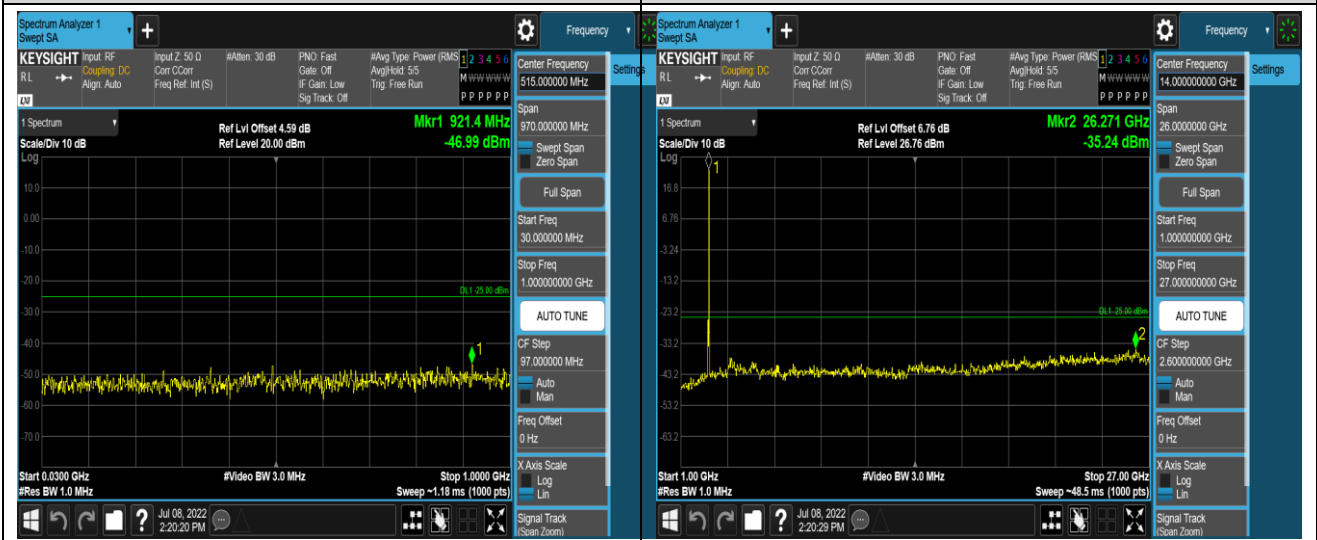 Spectrum Analyzer 1
Swept SA
+
Frequency
KEYSIGHT
Input: RF
Coupling: DC
Align: Auto
Input Z: 50 Ω
Corr CCorr
Freq Ref: Int (S)
#Atten: 30 dB
PNO: Fast
Gate: Off
IF Gain: Low
Sig Track: Off
#Avg Type: Power (RMS
Avg|Hold: 5/5
Trig: Free Run
1 2 3 4 5 6
M W W W W W
P P P P P P
RL
LXI
Center Frequency
515.000000 MHz
Settings
1 Spectrum
Scale/Div 10 dB
Log
Ref Lvl Offset 4.59 dB
Ref Level 20.00 dBm
Mkr1 921.4 MHz
-46.99 dBm
Span
970.000000 MHz
Swept Span
Zero Span
Full Span
Start Freq
30.000000 MHz
Stop Freq
1.000000000 GHz
AUTO TUNE
CF Step
97.000000 MHz
Auto
Man
Freq Offset
0 Hz
X Axis Scale
Log
Lin
Signal Track
(Span Zoom)
10.0
0.00
-10.0
-20.0
-30.0
-40.0
-50.0
-60.0
-70.0
DL1 -25.00 dBm
1
Start 0.0300 GHz
#Res BW 1.0 MHz
#Video BW 3.0 MHz
Stop 1.0000 GHz
Sweep ~1.18 ms (1000 pts)
?
Jul 08, 2022
2:20:20 PM
Spectrum Analyzer 1
Swept SA
+
Frequency
KEYSIGHT
Input: RF
Coupling: DC
Align: Auto
Input Z: 50 Ω
Corr CCorr
Freq Ref: Int (S)
#Atten: 30 dB
PNO: Fast
Gate: Off
IF Gain: Low
Sig Track: Off
#Avg Type: Power (RMS
Avg|Hold: 5/5
Trig: Free Run
1 2 3 4 5 6
M W W W W W
P P P P P P
RL
LXI
Center Frequency
14.000000000 GHz
Settings
1 Spectrum
Scale/Div 10 dB
Log
Ref Lvl Offset 6.76 dB
Ref Level 26.76 dBm
Mkr2 26.271 GHz
-35.24 dBm
Span
26.0000000 GHz
Swept Span
Zero Span
Full Span
Start Freq
1.000000000 GHz
Stop Freq
27.000000000 GHz
AUTO TUNE
CF Step
2.600000000 GHz
Auto
Man
Freq Offset
0 Hz
X Axis Scale
Log
Lin
Signal Track
(Span Zoom)
1
16.8
6.76
-3.24
-13.2
-23.2
-33.2
-43.2
-53.2
-63.2
DL1 -25.00 dBm
2
Start 1.00 GHz
#Res BW 1.0 MHz
#Video BW 3.0 MHz
Stop 27.00 GHz
Sweep ~48.5 ms (1000 pts)
?
Jul 08, 2022
2:20:29 PM